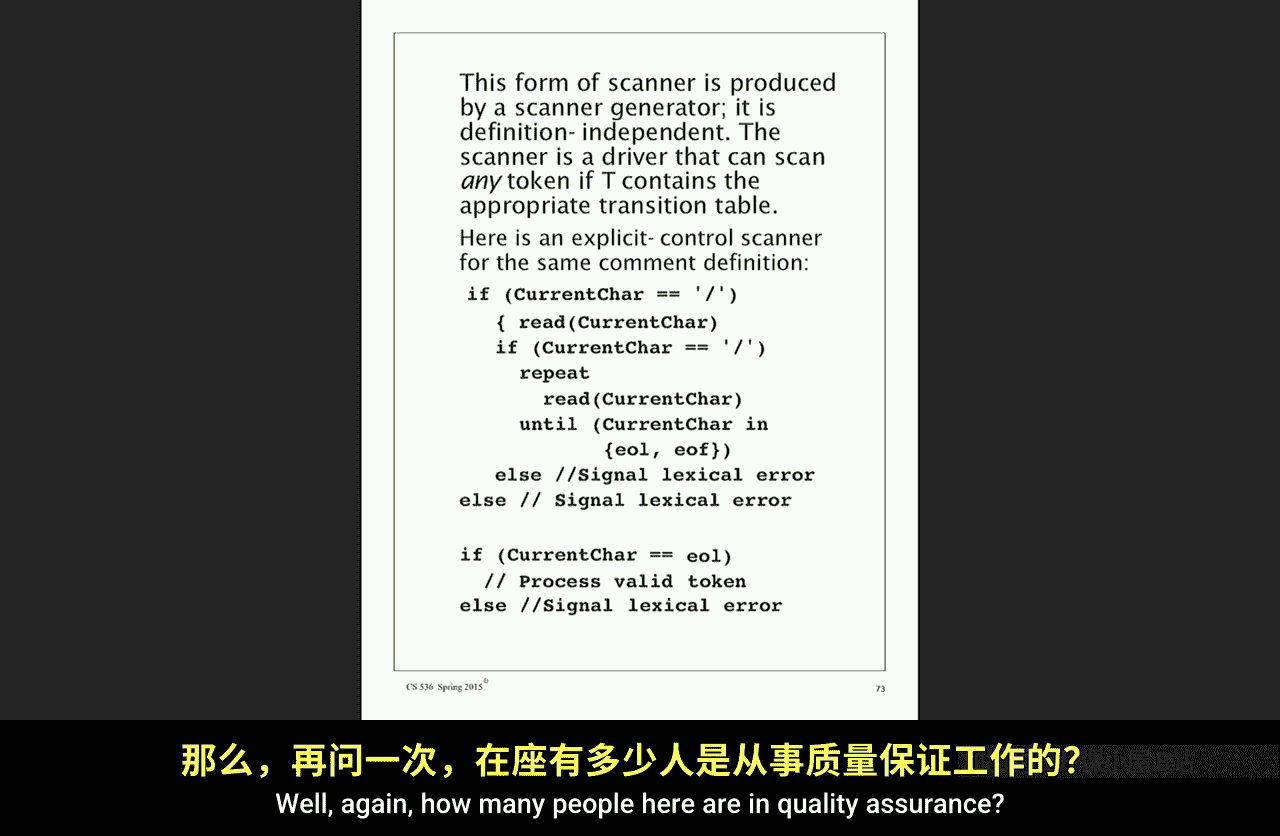 This form of scanner is produced
by a scanner generator; it is
definition- independent. The
scanner is a driver that can scan
any token if T contains the
appropriate transition table.
Here is an explicit- control scanner
for the same comment definition:
if (CurrentChar == '/')
{ read(CurrentChar)
if (CurrentChar == '/')
repeat
read(CurrentChar)
until (CurrentChar in
{eol, eof})
else //Signal lexical error
else // Signal lexical error
if (CurrentChar == eol)
// Process valid token
else //Signal lexical error
CS 536 Spring 2015©
73
那么，再问一次，在座有多少人是从事质量保证工作的？
课小屋 B站
Well, again, how many people here are in quality assurance?